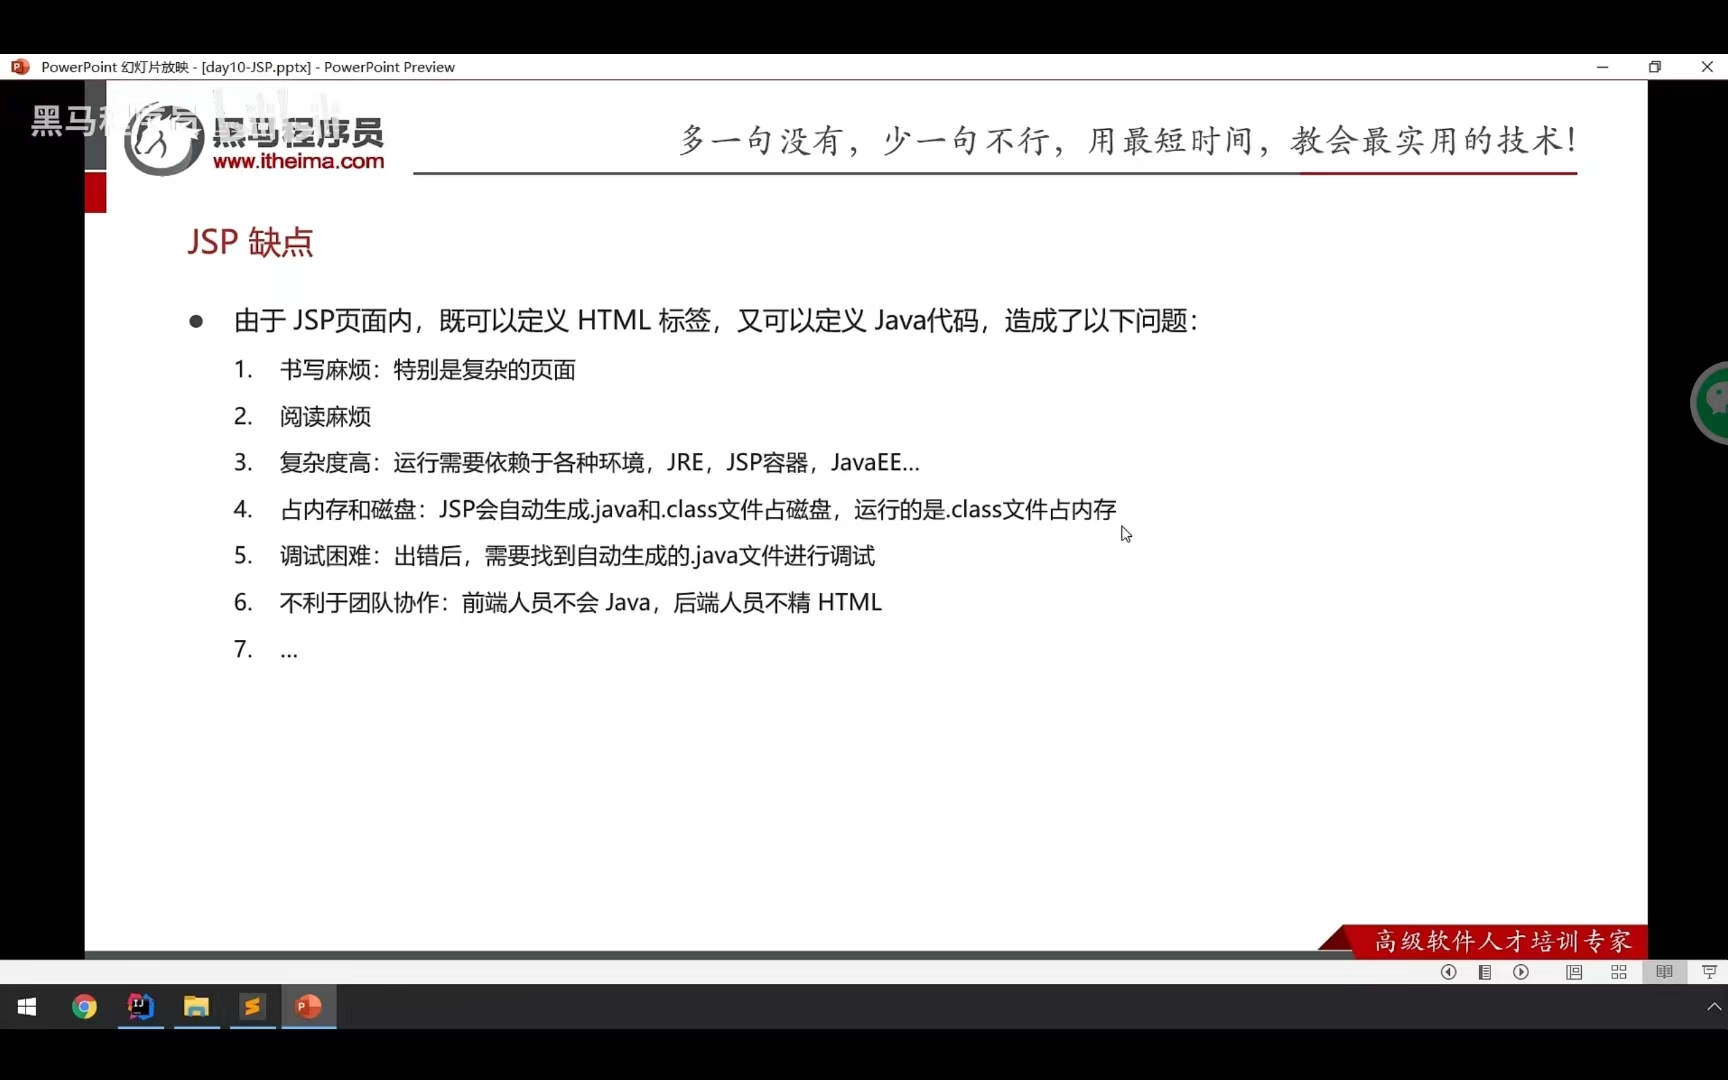 PowerPoint 幻灯片放映 - [day10-JSP.pptx] - PowerPoint Preview
黑马程序员
www.itheima.com
多一句没有，少一句不行，用最短时间，教会最实用的技术！
JSP 缺点
● 由于 JSP页面内，既可以定义 HTML 标签，又可以定义 Java代码，造成了以下问题：
1. 书写麻烦：特别是复杂的页面
2. 阅读麻烦
3. 复杂度高：运行需要依赖于各种环境，JRE，JSP容器，JavaEE...
4. 占内存和磁盘：JSP会自动生成.java和.class文件占磁盘，运行的是.class文件占内存
5. 调试困难：出错后，需要找到自动生成的.java文件进行调试
6. 不利于团队协作：前端人员不会 Java，后端人员不精 HTML
7. ...
高级软件人才培训专家